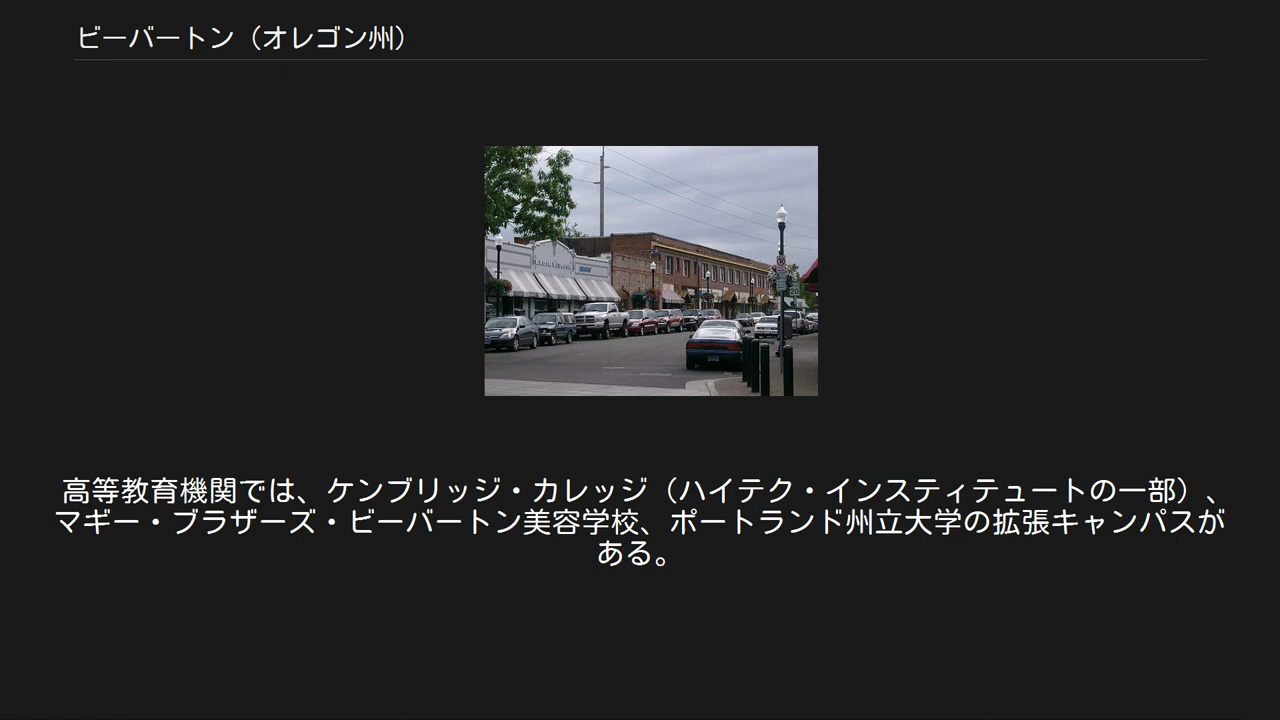 ビーバートン（オレゴン州）
高等教育機関では、ケンブリッジ・カレッジ（ハイテク・インスティテュートの一部）、
マギー・ブラザーズ・ビーバートン美容学校、ポートランド州立大学の拡張キャンパスが
ある。